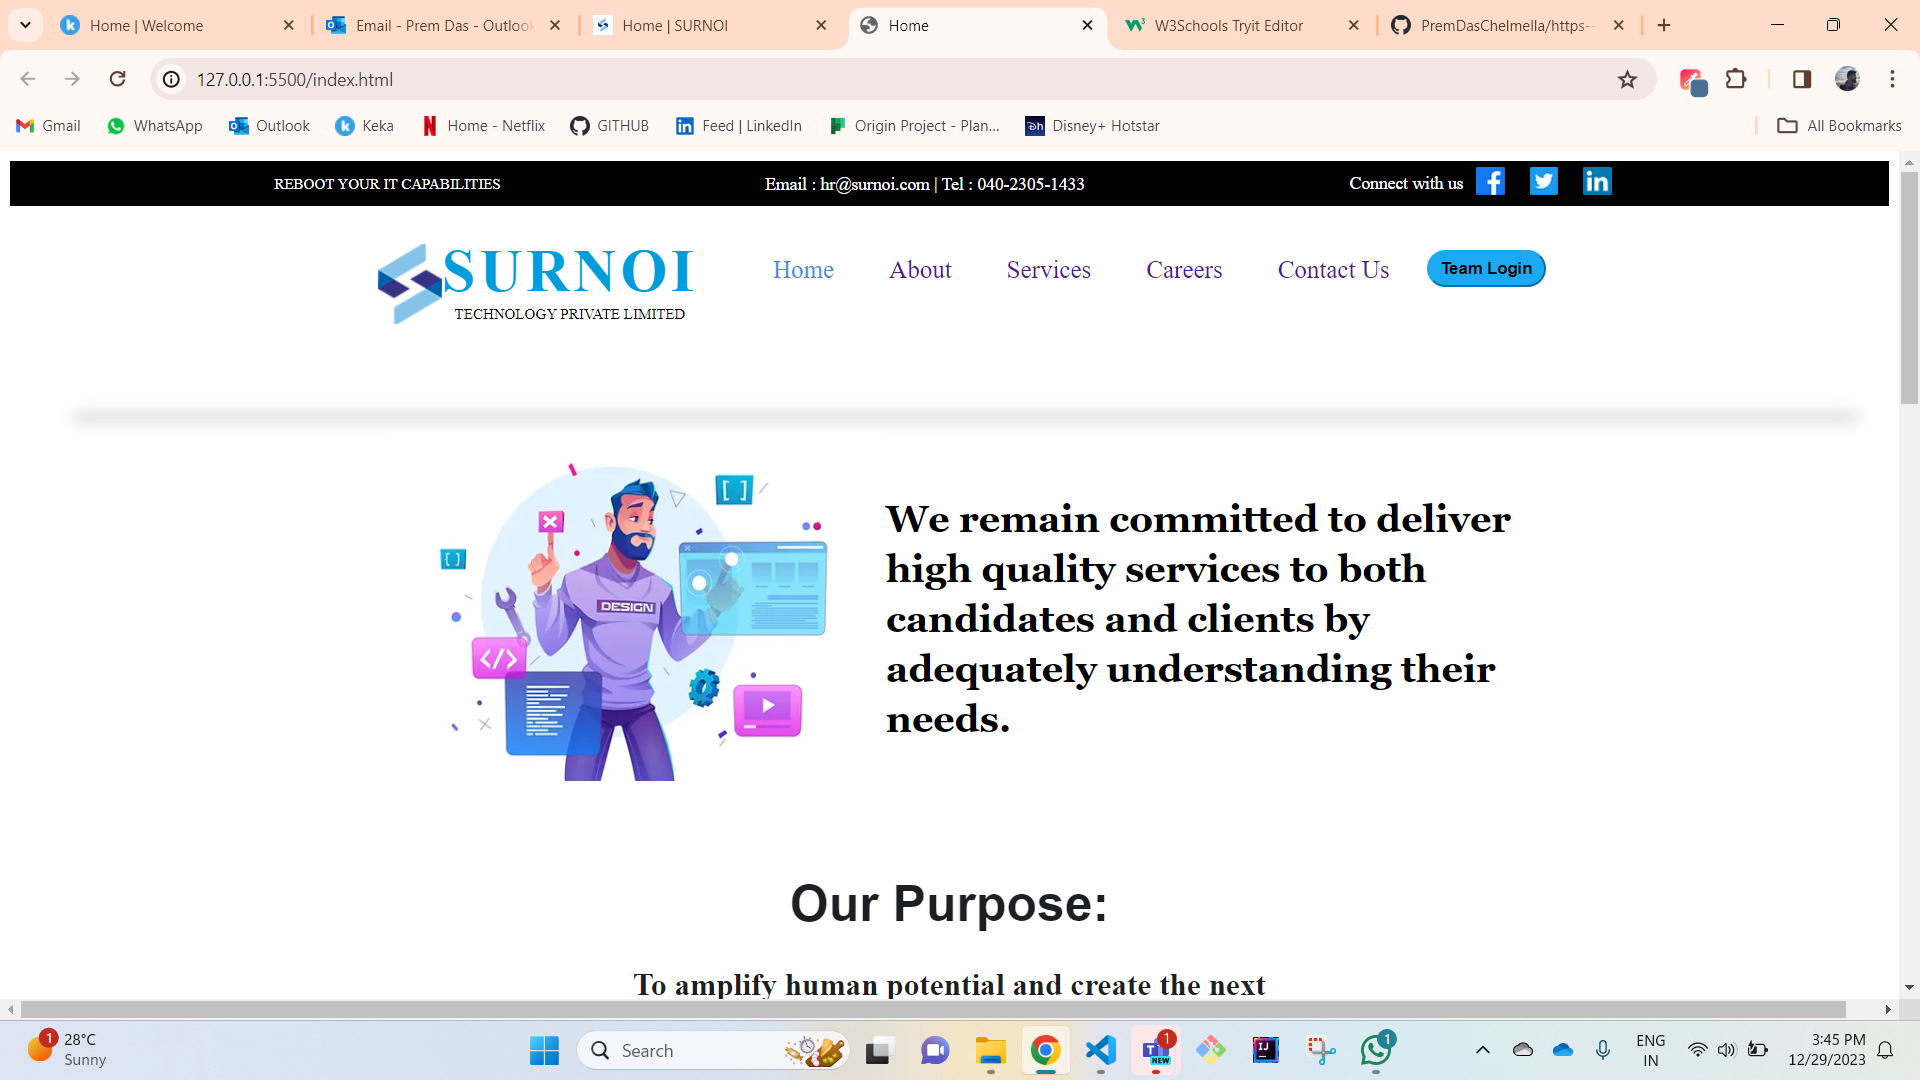 Home | Welcome
Email - Prem Das - Outlook
Home | SURNOI
Home
W3Schools Tryit Editor
PremDasChelmella/https--
127.0.0.1:5500/index.html
Gmail
WhatsApp
Outlook
Keka
Home - Netflix
GITHUB
Feed | LinkedIn
Origin Project - Plan...
Disney+ Hotstar
All Bookmarks
REBOOT YOUR IT CAPABILITIES
Email : hr@surnoi.com | Tel : 040-2305-1433
Connect with us
SURNOI
TECHNOLOGY PRIVATE LIMITED
Home
About
Services
Careers
Contact Us
Team Login
DESIGN
We remain committed to deliver
high quality services to both
candidates and clients by
adequately understanding their
needs.
Our Purpose:
To amplify human potential and create the next
1
28°C
Sunny
Search
1
NEW
IJ
1
ENG
IN
3:45 PM
12/29/2023